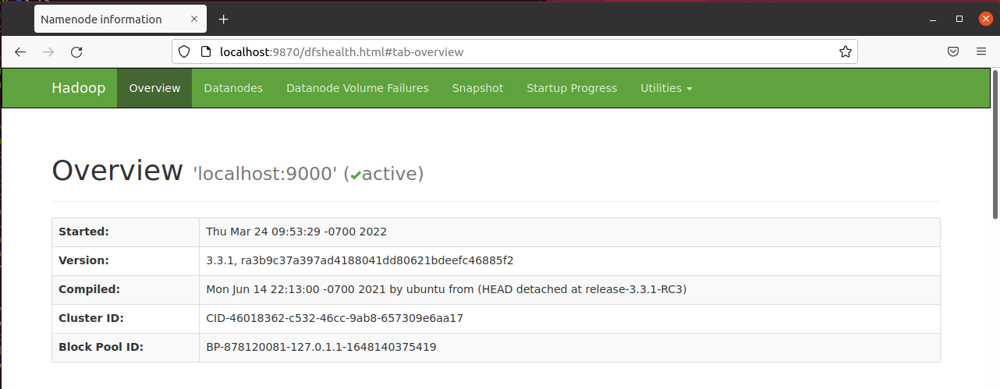 Namenode information
localhost:9870/dfshealth.html#tab-overview
Hadoop Overview Datanodes Datanode Volume Failures Snapshot Startup Progress Utilities
Overview 'localhost:9000' (✔active)
Started: Thu Mar 24 09:53:29 -0700 2022
Version: 3.3.1, ra3b9c37a397ad4188041dd80621bdeefc46885f2
Compiled: Mon Jun 14 22:13:00 -0700 2021 by ubuntu from (HEAD detached at release-3.3.1-RC3)
Cluster ID: CID-46018362-c532-46cc-9ab8-657309e6aa17
Block Pool ID: BP-878120081-127.0.1.1-1648140375419